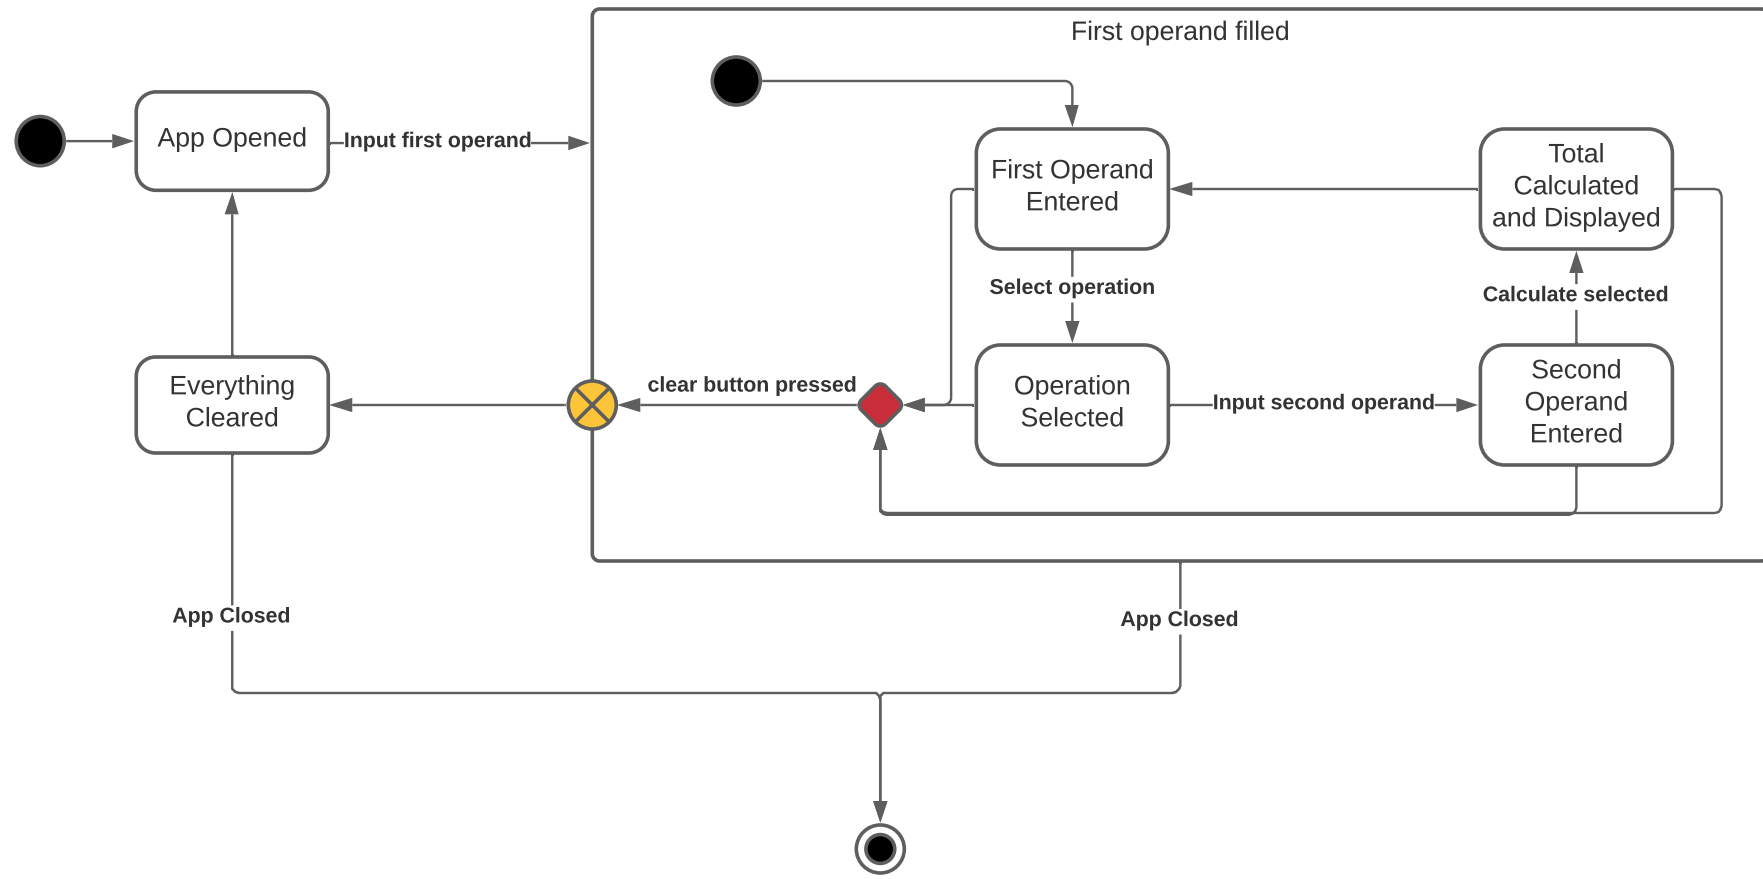 First operand filled
App Opened
Input first operand
First Operand
Entered
Total
Calculated
and Displayed
Select operation
Calculate selected
Everything
Cleared
clear button pressed
Operation
Selected
Input second operand
Second
Operand
Entered
App Closed
App Closed